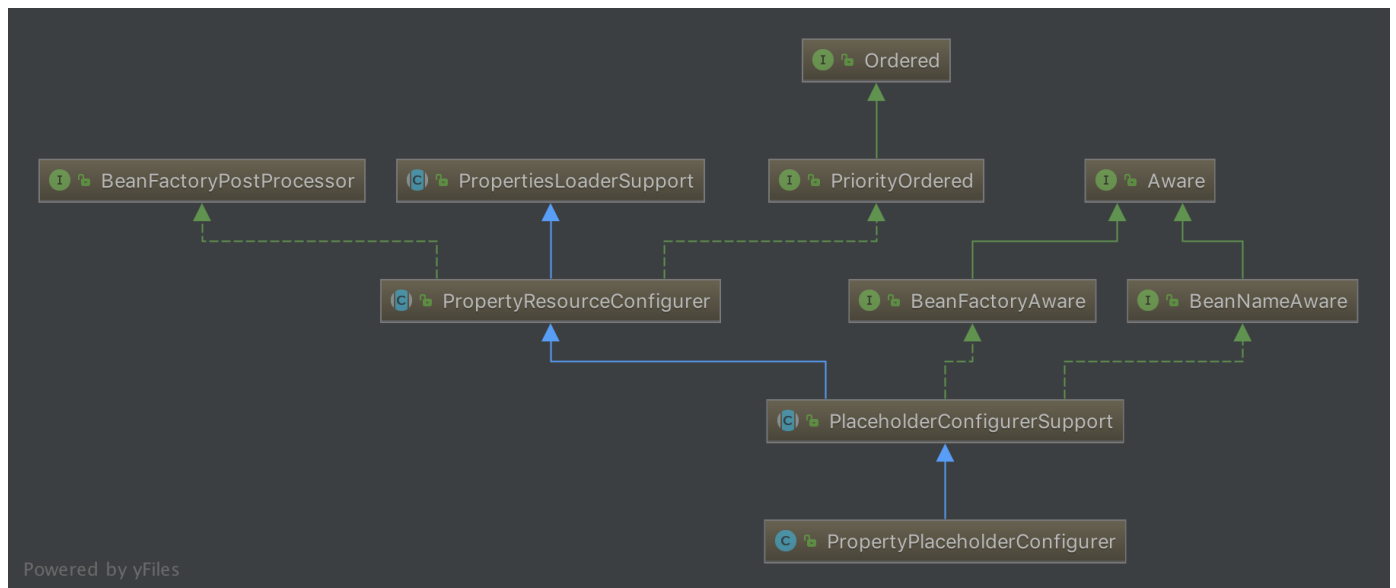 Ordered
BeanFactoryPostProcessor
PropertiesLoaderSupport
PriorityOrdered
Aware
PropertyResourceConfigurer
BeanFactoryAware
BeanNameAware
PlaceholderConfigurerSupport
PropertyPlaceholderConfigurer
Powered by yFiles